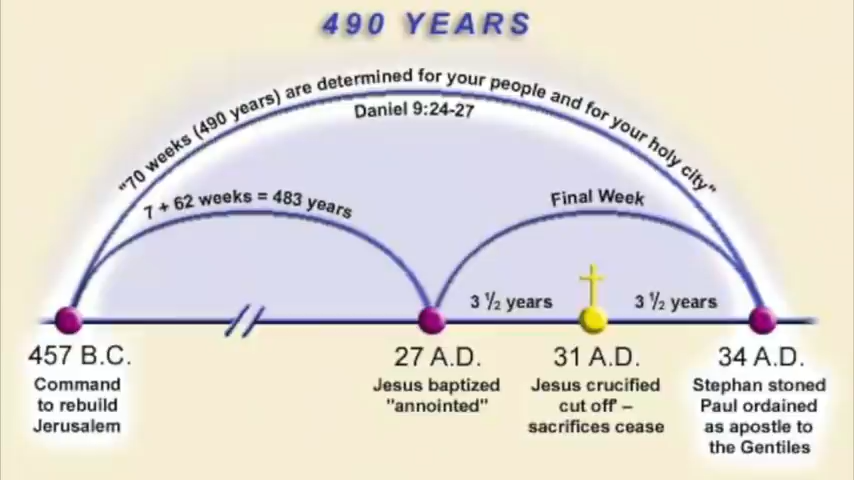 490 YEARS
"70 weeks (490 years) are determined for your people and for your holy city"
Daniel 9:24-27
7 + 62 weeks = 483 years
Final Week
3 ½ years
3 ½ years
457 B.C.
Command
to rebuild
Jerusalem
27 A.D.
Jesus baptized
"annointed"
31 A.D.
Jesus crucified
cut off' –
sacrifices cease
34 A.D.
Stephan stoned
Paul ordained
as apostle to
the Gentiles